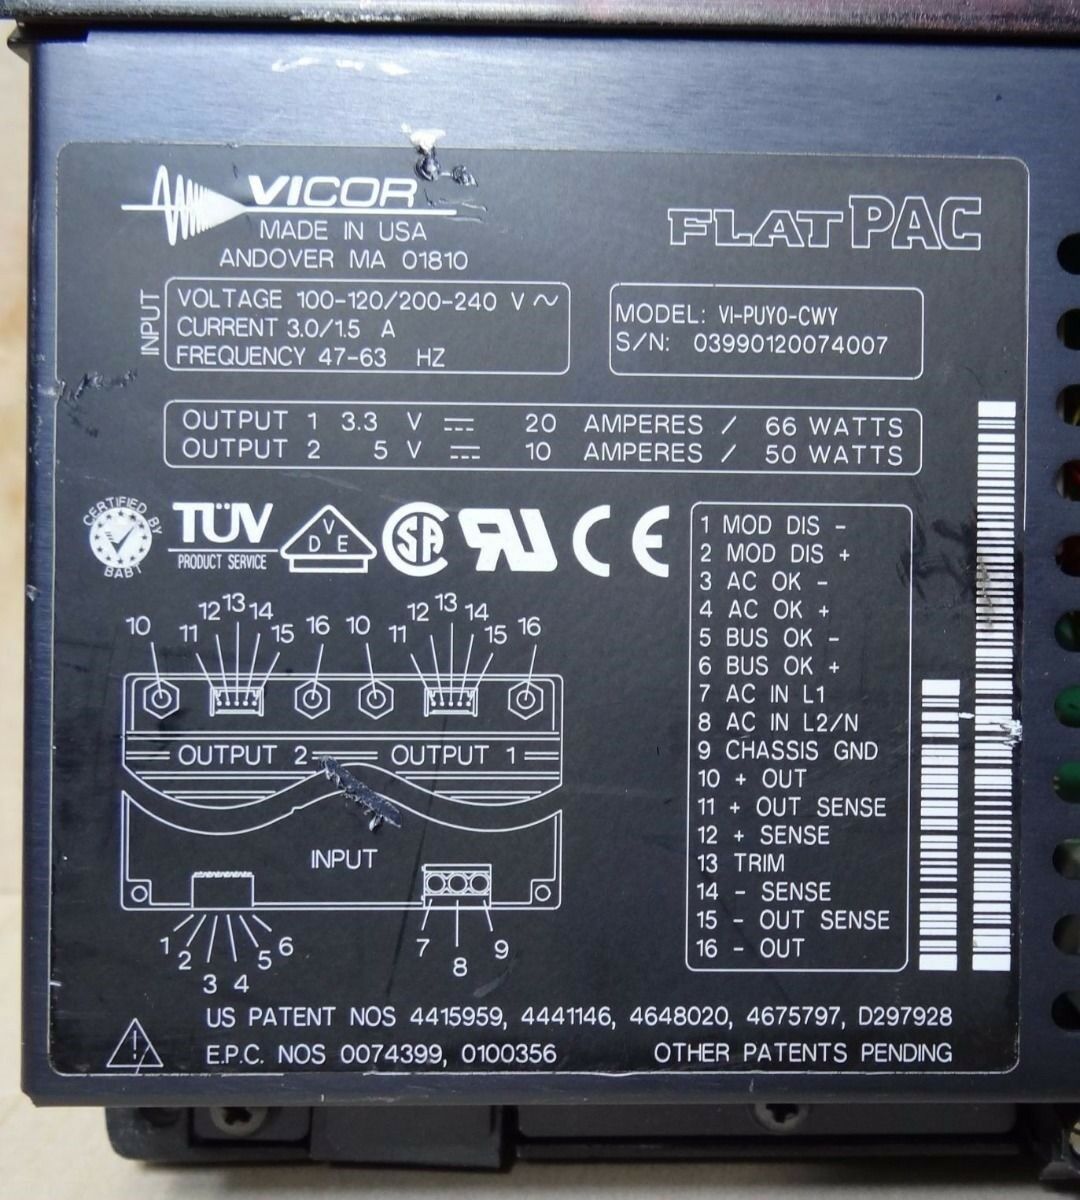 VICOR
MADE IN USA
ANDOVER MA 01810
FLATPAC
INPUT
VOLTAGE 100-120/200-240 V ~
CURRENT 3.0/1.5 A
FREQUENCY 47-63 HZ
MODEL: VI-PUY0-CWY
S/N: 03990120074007
OUTPUT 1 3.3 V ⎓ 20 AMPERES / 66 WATTS
OUTPUT 2 5 V ⎓ 10 AMPERES / 50 WATTS
CERTIFIED BY
BABT
TÜV
PRODUCT SERVICE
VDE
SA
UR
CE
1 MOD DIS -
2 MOD DIS +
3 AC OK -
4 AC OK +
5 BUS OK -
6 BUS OK +
7 AC IN L1
8 AC IN L2/N
9 CHASSIS GND
10 + OUT
11 + OUT SENSE
12 + SENSE
13 TRIM
14 - SENSE
15 - OUT SENSE
16 - OUT
10 11 12 13 14 15 16 10 11 12 13 14 15 16
OUTPUT 2 OUTPUT 1
INPUT
1 2 3 4 5 6 7 8 9
US PATENT NOS 4415959, 4441146, 4648020, 4675797, D297928
E.P.C. NOS 0074399, 0100356 OTHER PATENTS PENDING